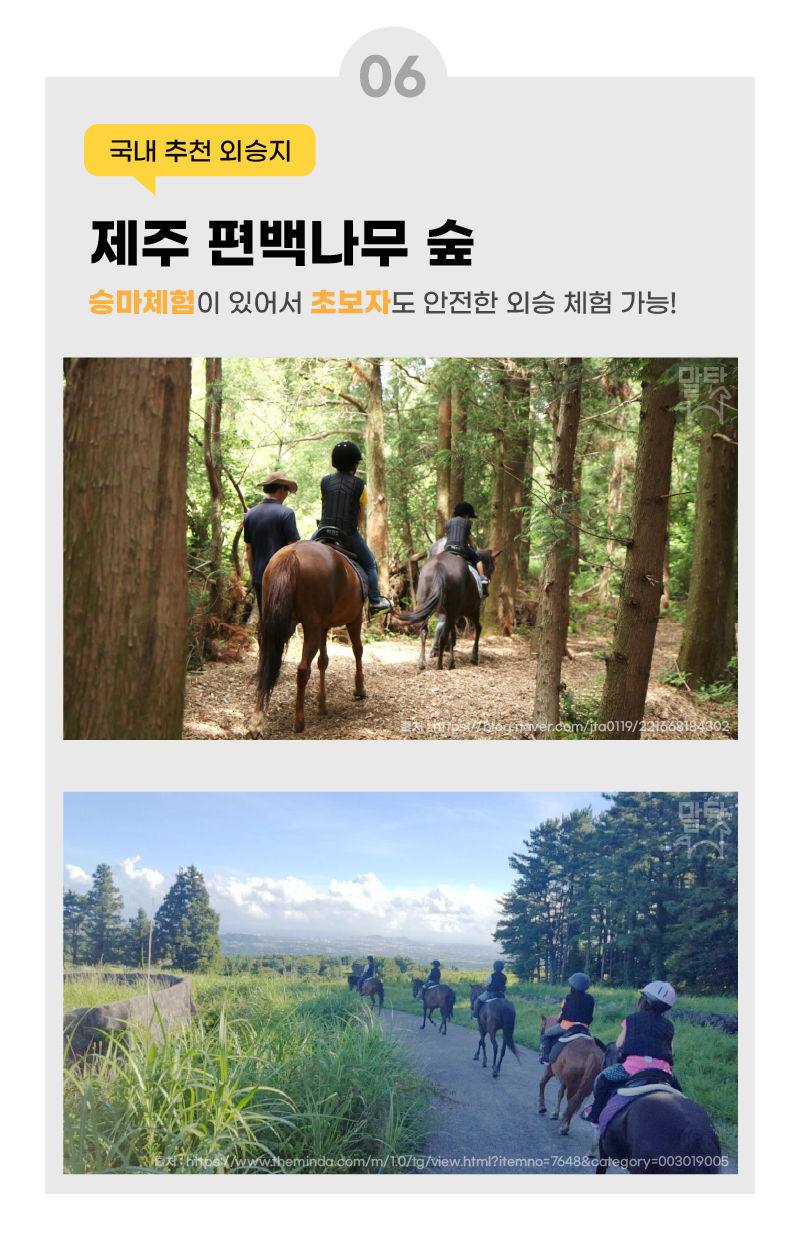 06
국내 추천 외승지
제주 편백나무 숲
승마체험이 있어서 초보자도 안전한 외승 체험 가능!
말타
출처 : https://blog.naver.com/jra0119/221668184302
말타
출처 : https://www.theminda.com/m/1.0/tg/view.html?itemno=7648&category=003019005